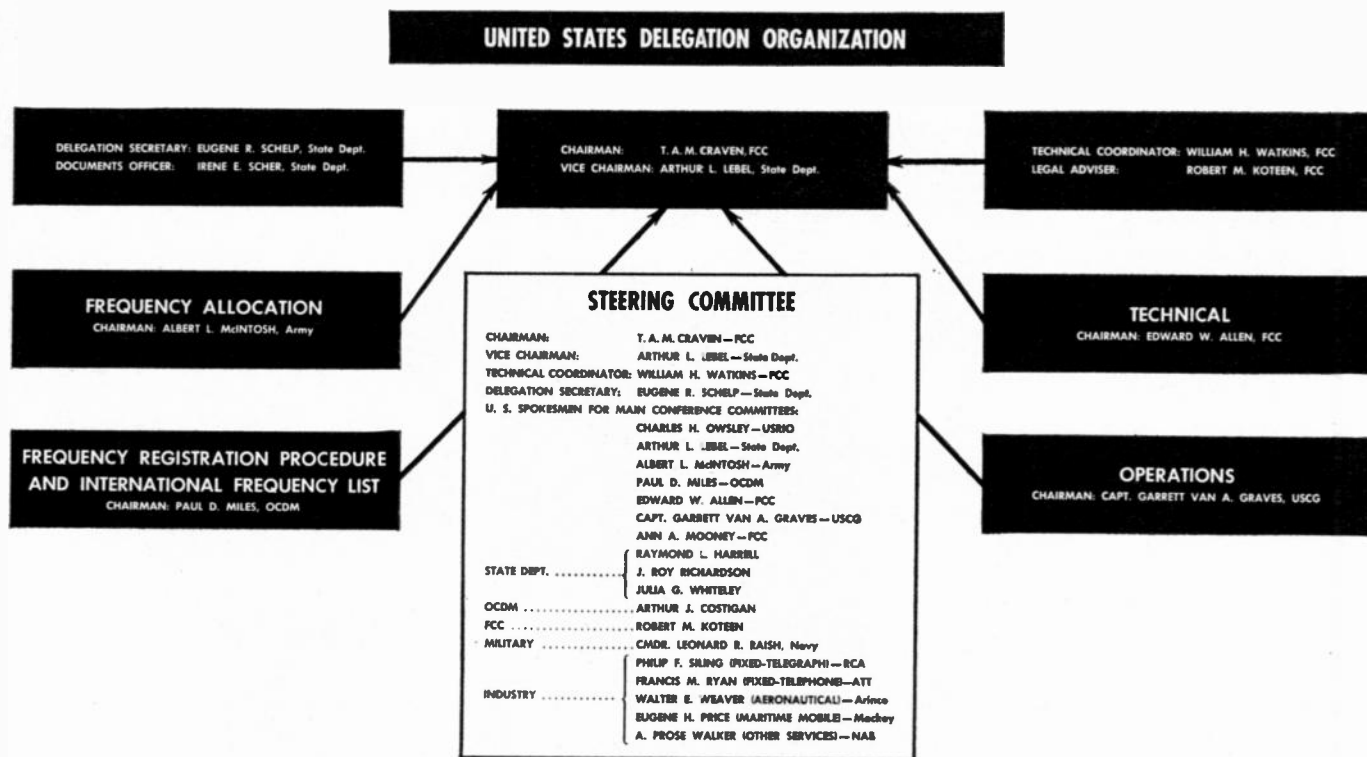 UNITED STATES DELEGATION ORGANIZATION
DELEGATION SECRETARY: EUGENE R. SCHELP, State Dept.
DOCUMENTS OFFICER: IRENE E. SCHER, State Dept.
CHAIRMAN: T. A. M. CRAVEN, FCC
VICE CHAIRMAN: ARTHUR L. LEBEL, State Dept.
TECHNICAL COORDINATOR: WILLIAM H. WATKINS, FCC
LEGAL ADVISER: ROBERT M. KOTEEN, FCC
FREQUENCY ALLOCATION
CHAIRMAN: ALBERT L. McINTOSH, Army
TECHNICAL
CHAIRMAN: EDWARD W. ALLEN, FCC
FREQUENCY REGISTRATION PROCEDURE
AND INTERNATIONAL FREQUENCY LIST
CHAIRMAN: PAUL D. MILES, OCDM
OPERATIONS
CHAIRMAN: CAPT. GARRETT VAN A. GRAVES, USCG
STEERING COMMITTEE
CHAIRMAN: T. A. M. CRAVEN—FCC
VICE CHAIRMAN: ARTHUR L. LEBEL—State Dept.
TECHNICAL COORDINATOR: WILLIAM H. WATKINS—FCC
DELEGATION SECRETARY: EUGENE R. SCHELP—State Dept.
U. S. SPOKESMEN FOR MAIN CONFERENCE COMMITTEES:
CHARLES H. OWSLEY—USRIO
ARTHUR L. LEBEL—State Dept.
ALBERT L. McINTOSH—Army
PAUL D. MILES—OCDM
EDWARD W. ALLEN—FCC
CAPT. GARRETT VAN A. GRAVES—USCG
ANN A. MOONEY—FCC
RAYMOND L. HARRELL
STATE DEPT. .......... J. ROY RICHARDSON
JULIA G. WHITELEY
OCDM .......... ARTHUR J. COSTIGAN
FCC .......... ROBERT M. KOTEEN
MILITARY .......... CMDR. LEONARD R. RAISH, Navy
PHILIP F. SILING (FIXED-TELEGRAPH)—RCA
FRANCIS M. RYAN (FIXED-TELEPHONE)—ATT
INDUSTRY .......... WALTER E. WEAVER (AERONAUTICAL)—Arinco
EUGENE H. PRICE (MARITIME MOBILE)—Mackay
A. PROSE WALKER (OTHER SERVICES)—NAB